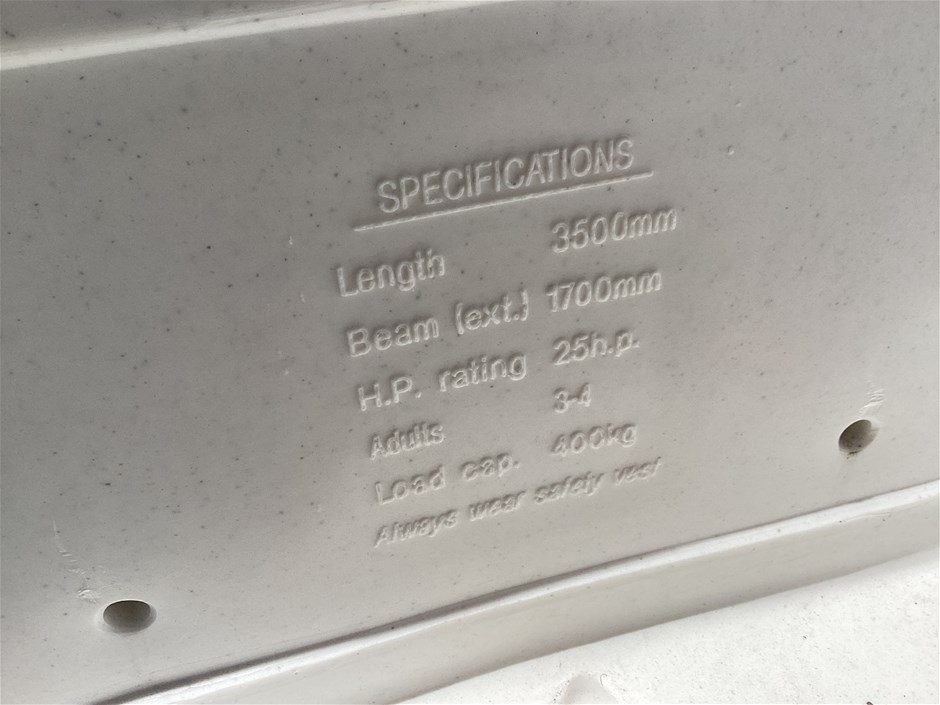 SPECIFICATIONS
Length 3500mm
Beam (ext.) 1700mm
H.P. rating 25h.p.
Adults 3-4
Load cap. 400kg
Always wear safety vest